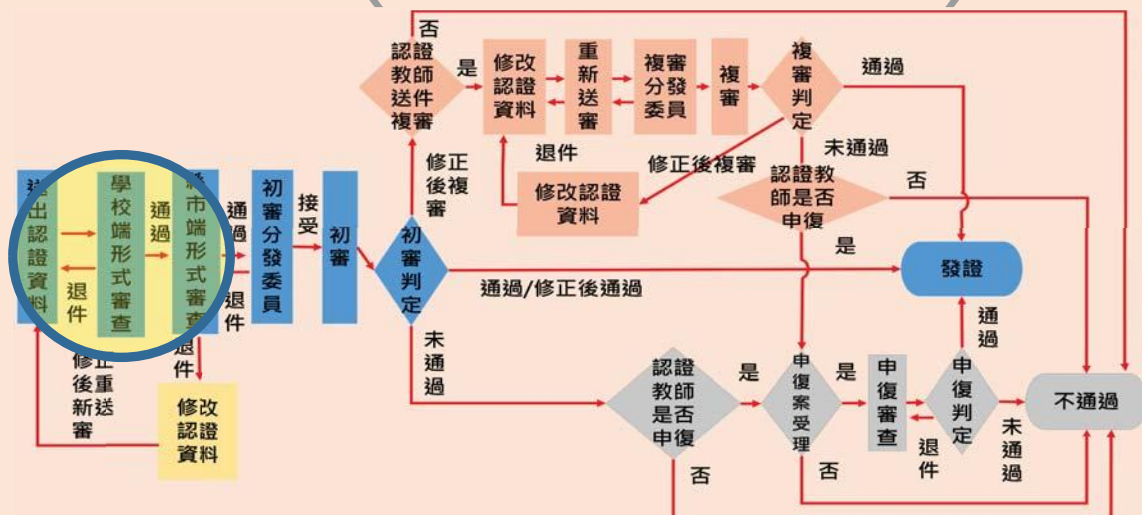 否
認證
教師
送件
複審
是
修改
認證
資料
重新送審
複審
分發
委員
複審
複審判定
通過
修正
後複
審
退件
修正後複審
未通過
修改認證
資料
認證教
師是否
申復
否
是
送出認證資料
退件
學校端形式審查
通過
縣市端形式審查
通過
退件
初審分發委員
接受
初審
初審判定
通過/修正後通過
發證
修正
後重
新送
審
退件
修改
認證
資料
未通過
認證
教師
是否
申復
是
否
申復案受理
是
否
申復審查
退件
申復判定
通過
未通過
不通過